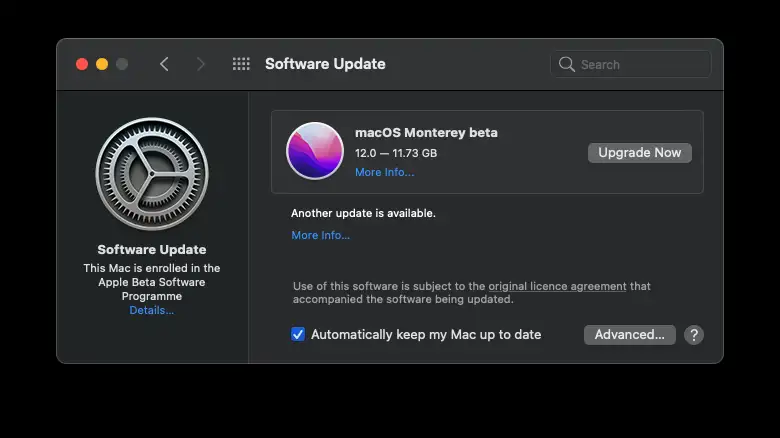 Software Update
Search
macOS Monterey beta
12.0 — 11.73 GB
More Info...
Upgrade Now
Another update is available.
More Info...
Software Update
This Mac is enrolled in the
Apple Beta Software
Programme
Details...
Use of this software is subject to the original licence agreement that
accompanied the software being updated.
Automatically keep my Mac up to date
Advanced...
?